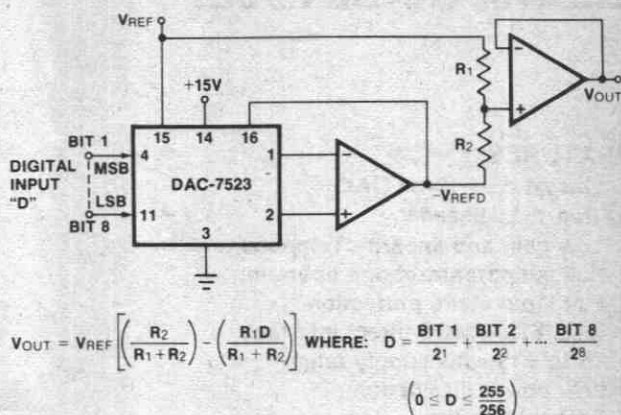 VREF
+15V
15 14 16
R1
R2
VOUT
BIT 1
MSB
4
1
DIGITAL
INPUT
"D"
DAC-7523
LSB
BIT 8
11
2
3
-VREFD
- +
- +
VOUT = VREF [(R2 / R1 + R2) - (R1D / R1 + R2)] WHERE: D = BIT 1 / 2^1 + BIT 2 / 2^2 + ... BIT 8 / 2^8
(0 ≤ D ≤ 255 / 256)